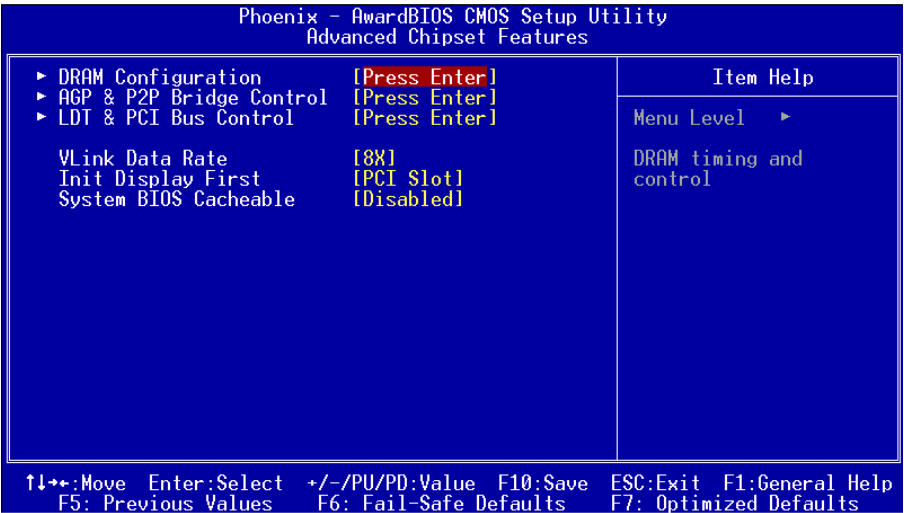 Phoenix - AwardBIOS CMOS Setup Utility
Advanced Chipset Features
► DRAM Configuration [Press Enter]
► AGP & P2P Bridge Control [Press Enter]
► LDT & PCI Bus Control [Press Enter]
VLink Data Rate [8X]
Init Display First [PCI Slot]
System BIOS Cacheable [Disabled]
Item Help
Menu Level ►
DRAM timing and
control
↑↓→←:Move Enter:Select +/-/PU/PD:Value F10:Save ESC:Exit F1:General Help
F5: Previous Values F6: Fail-Safe Defaults F7: Optimized Defaults